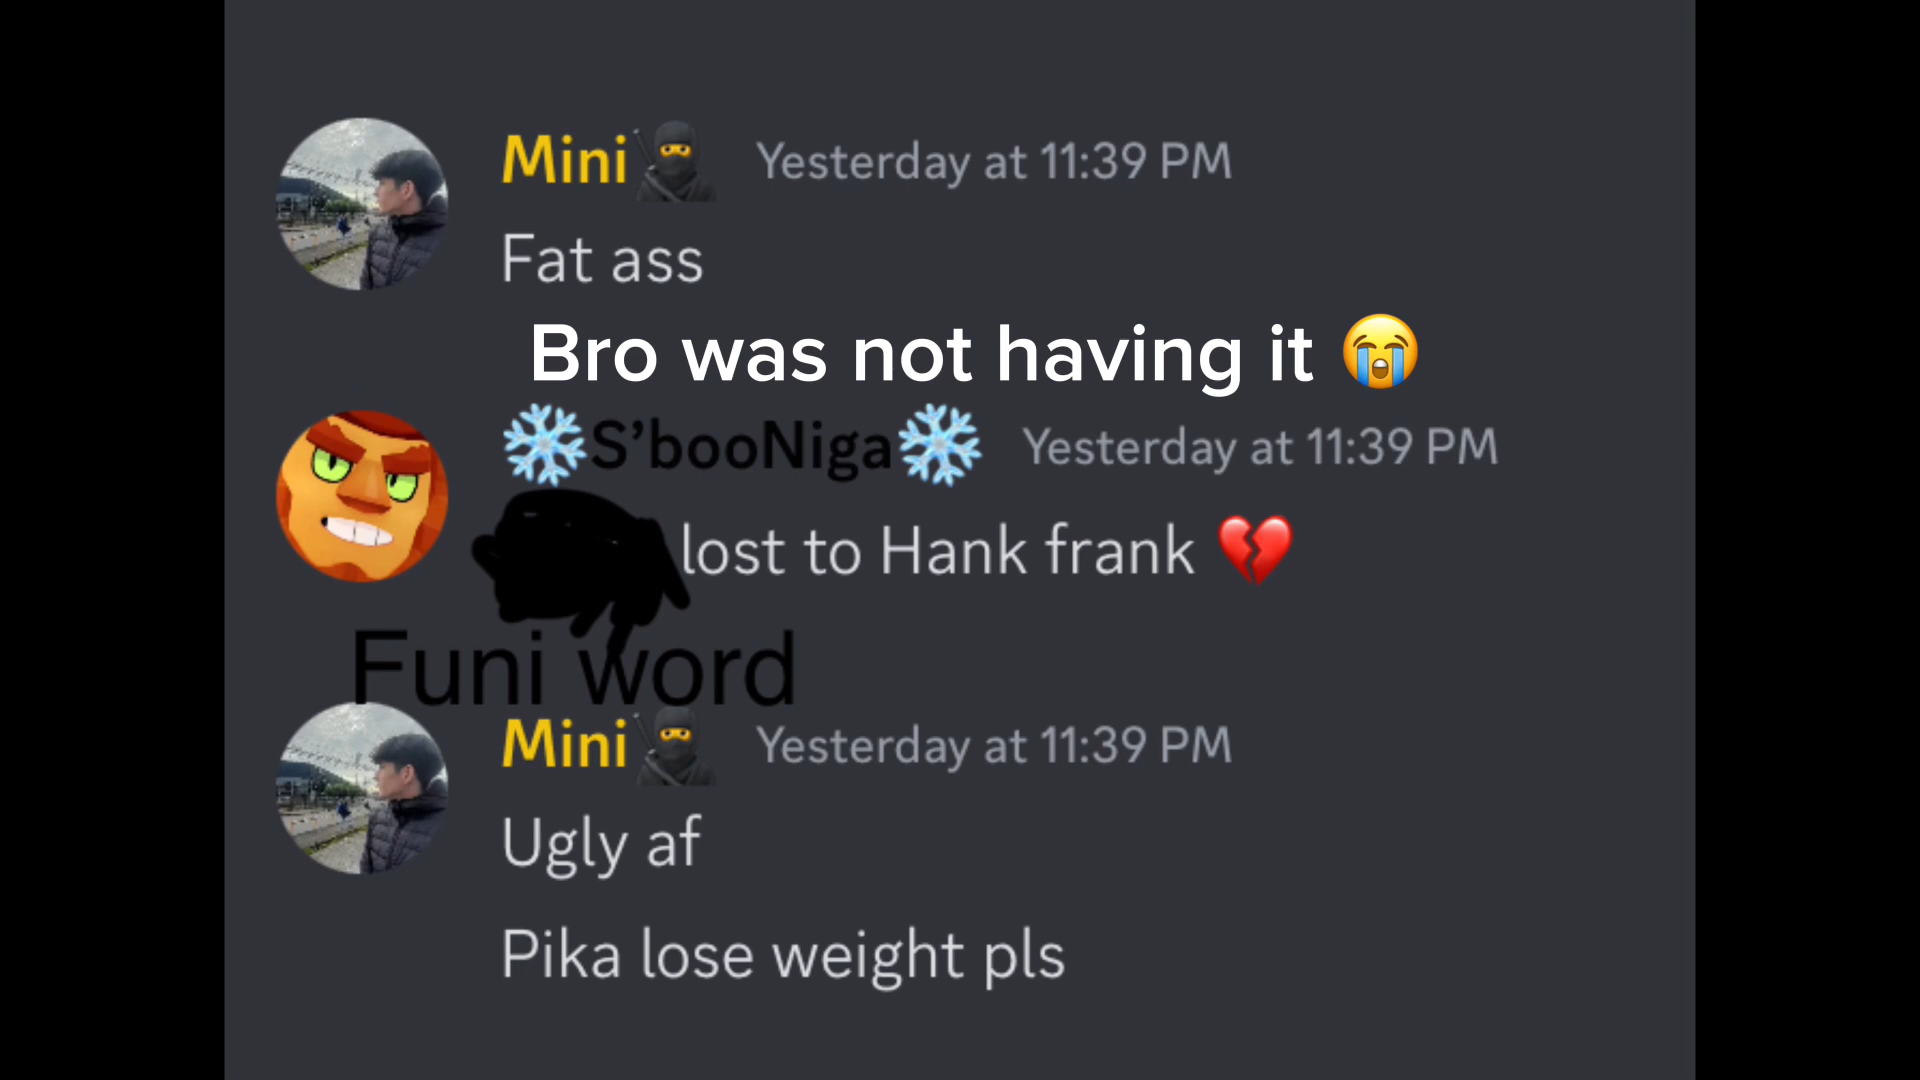 Mini🥷 Yesterday at 11:39 PM
Fat ass
Bro was not having it 😭
❄️S’booNiga❄️ Yesterday at 11:39 PM
lost to Hank frank 💔
Funi word
Mini🥷 Yesterday at 11:39 PM
Ugly af
Pika lose weight pls